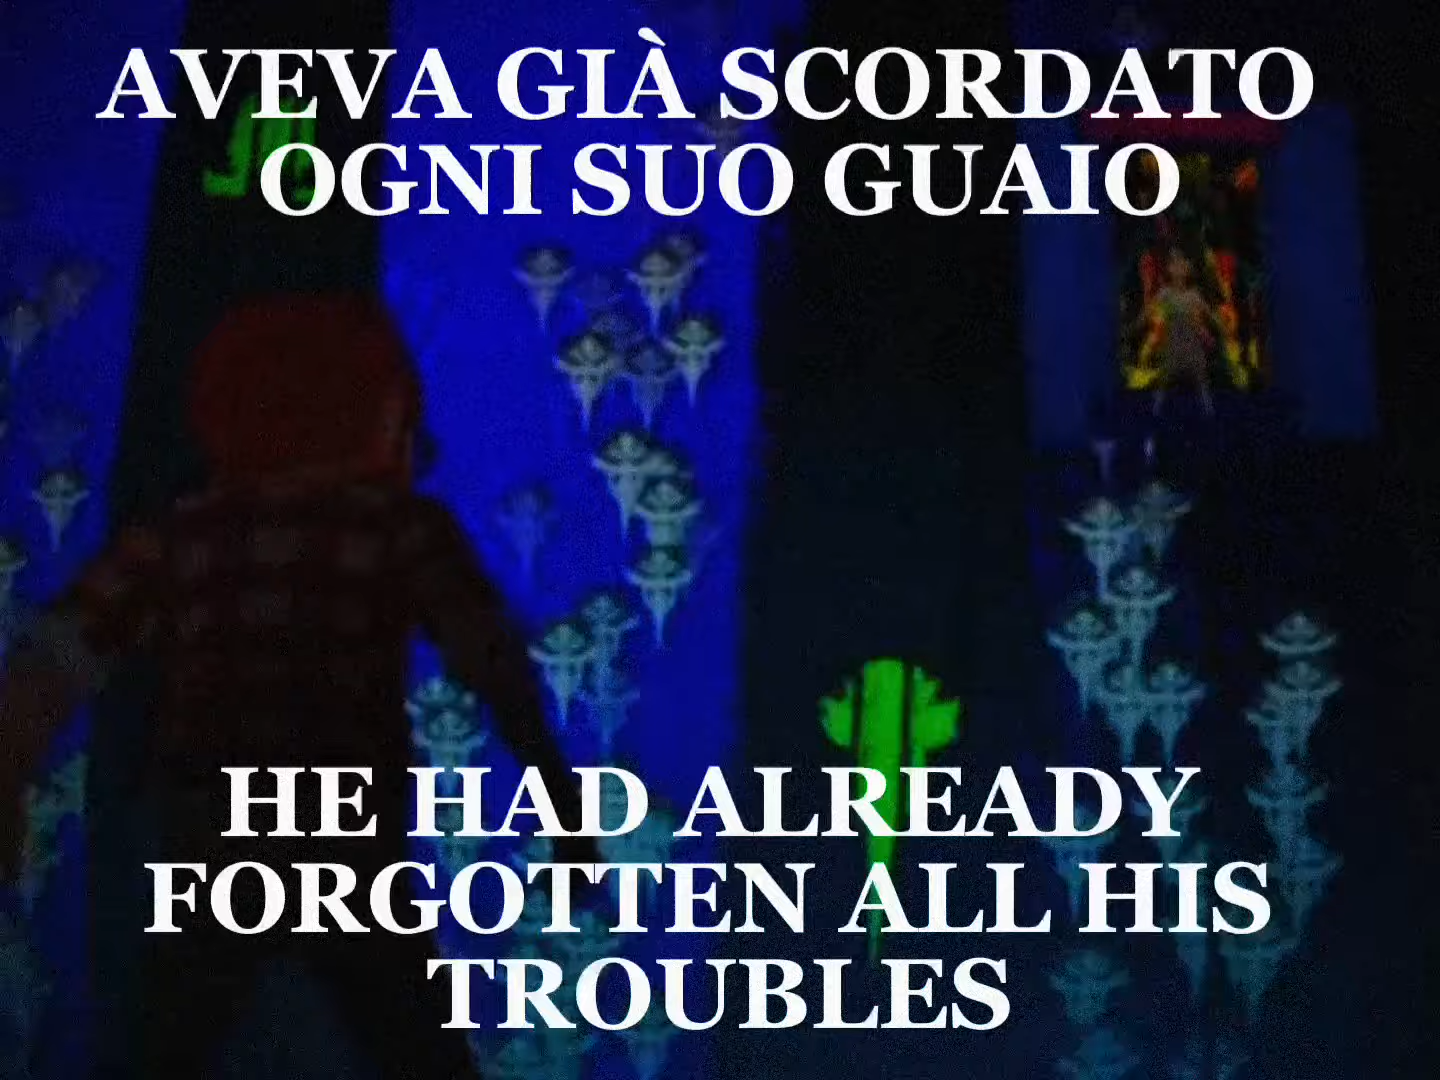 AVEVA GIÀ SCORDATO
OGNI SUO GUAIO
HE HAD ALREADY
FORGOTTEN ALL HIS
TROUBLES